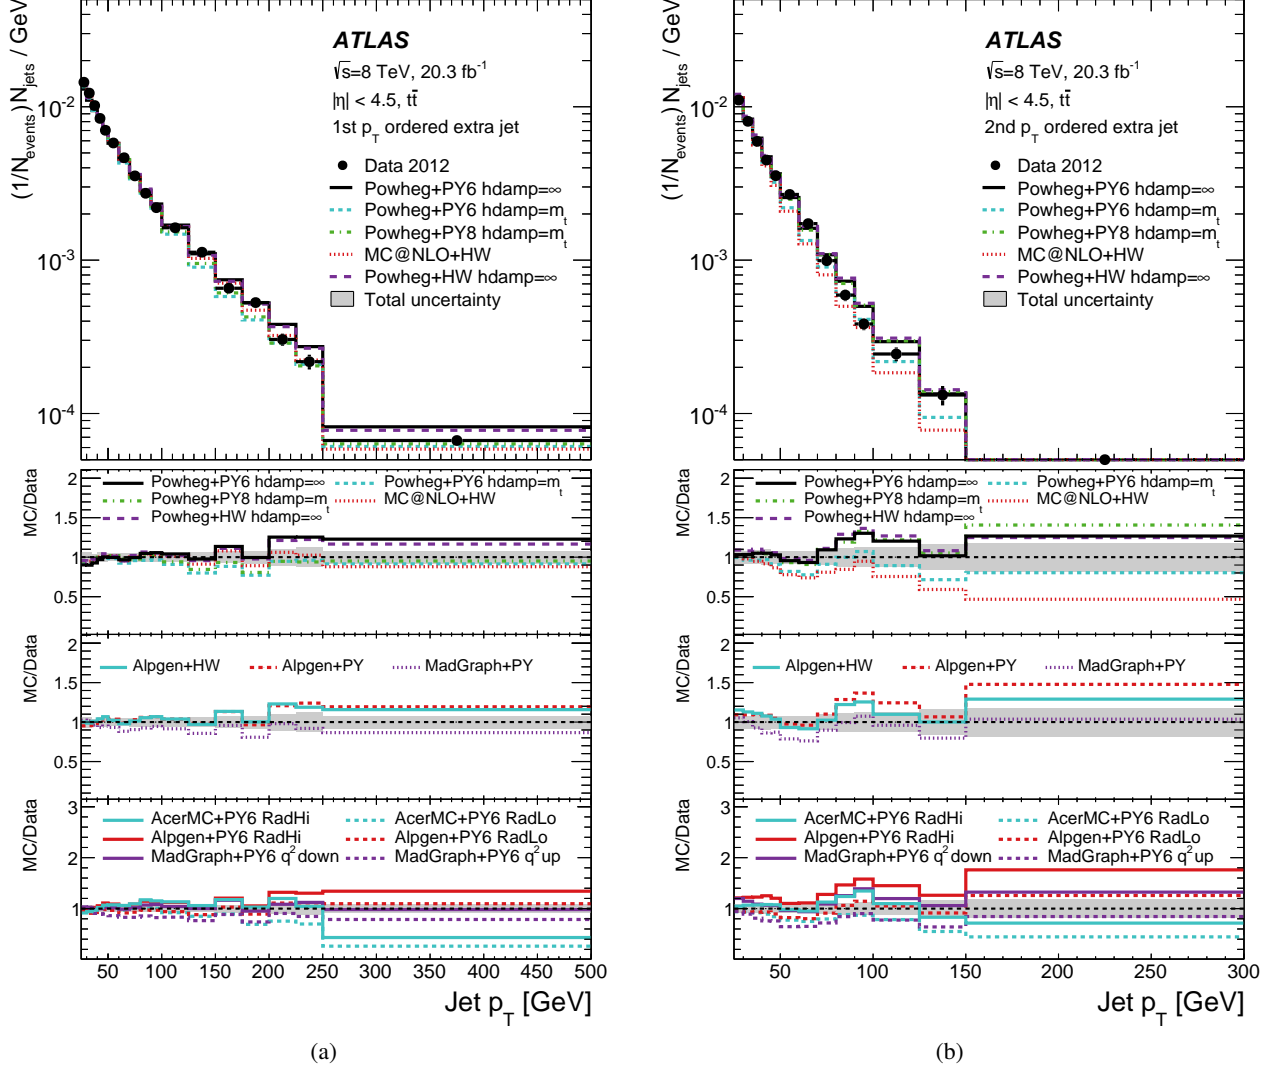 (1/N_events) N_jets / GeV
10^-2
10^-3
10^-4
ATLAS
√s=8 TeV, 20.3 fb^-1
|η| < 4.5, tt̄
1st p_T ordered extra jet
Data 2012
Powheg+PY6 hdamp=∞
Powheg+PY6 hdamp=m_t
Powheg+PY8 hdamp=m_t
MC@NLO+HW
Powheg+HW hdamp=∞
Total uncertainty
MC/Data
2
1.5
1
0.5
Powheg+PY6 hdamp=∞ Powheg+PY6 hdamp=m_t
Powheg+PY8 hdamp=m_t MC@NLO+HW
Powheg+HW hdamp=∞
MC/Data
2
1.5
1
0.5
Alpgen+HW Alpgen+PY MadGraph+PY
MC/Data
3
2
1
AcerMC+PY6 RadHi AcerMC+PY6 RadLo
Alpgen+PY6 RadHi Alpgen+PY6 RadLo
MadGraph+PY6 q² down MadGraph+PY6 q² up
50 100 150 200 250 300 350 400 450 500
Jet p_T [GeV]
(a)
(1/N_events) N_jets / GeV
10^-2
10^-3
10^-4
ATLAS
√s=8 TeV, 20.3 fb^-1
|η| < 4.5, tt̄
2nd p_T ordered extra jet
Data 2012
Powheg+PY6 hdamp=∞
Powheg+PY6 hdamp=m_t
Powheg+PY8 hdamp=m_t
MC@NLO+HW
Powheg+HW hdamp=∞
Total uncertainty
MC/Data
2
1.5
1
0.5
Powheg+PY6 hdamp=∞ Powheg+PY6 hdamp=m_t
Powheg+PY8 hdamp=m_t MC@NLO+HW
Powheg+HW hdamp=∞
MC/Data
2
1.5
1
0.5
Alpgen+HW Alpgen+PY MadGraph+PY
MC/Data
3
2
1
AcerMC+PY6 RadHi AcerMC+PY6 RadLo
Alpgen+PY6 RadHi Alpgen+PY6 RadLo
MadGraph+PY6 q² down MadGraph+PY6 q² up
50 100 150 200 250 300
Jet p_T [GeV]
(b)